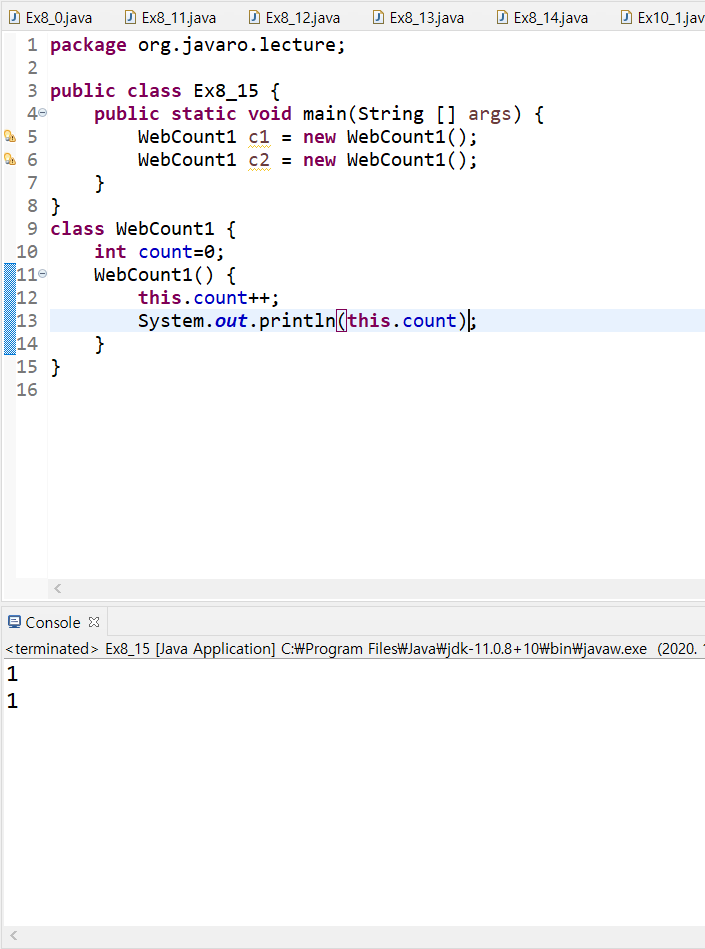 Ex8_0.java Ex8_11.java Ex8_12.java Ex8_13.java Ex8_14.java Ex10_1.jav
1 package org.javaro.lecture;
2
3 public class Ex8_15 {
4 public static void main(String [] args) {
5 WebCount1 c1 = new WebCount1();
6 WebCount1 c2 = new WebCount1();
7 }
8 }
9 class WebCount1 {
10 int count=0;
11 WebCount1() {
12 this.count++;
13 System.out.println(this.count);
14 }
15 }
16
Console
<terminated> Ex8_15 [Java Application] C:₩Program Files₩Java₩jdk-11.0.8+10₩bin₩javaw.exe (2020.
1
1